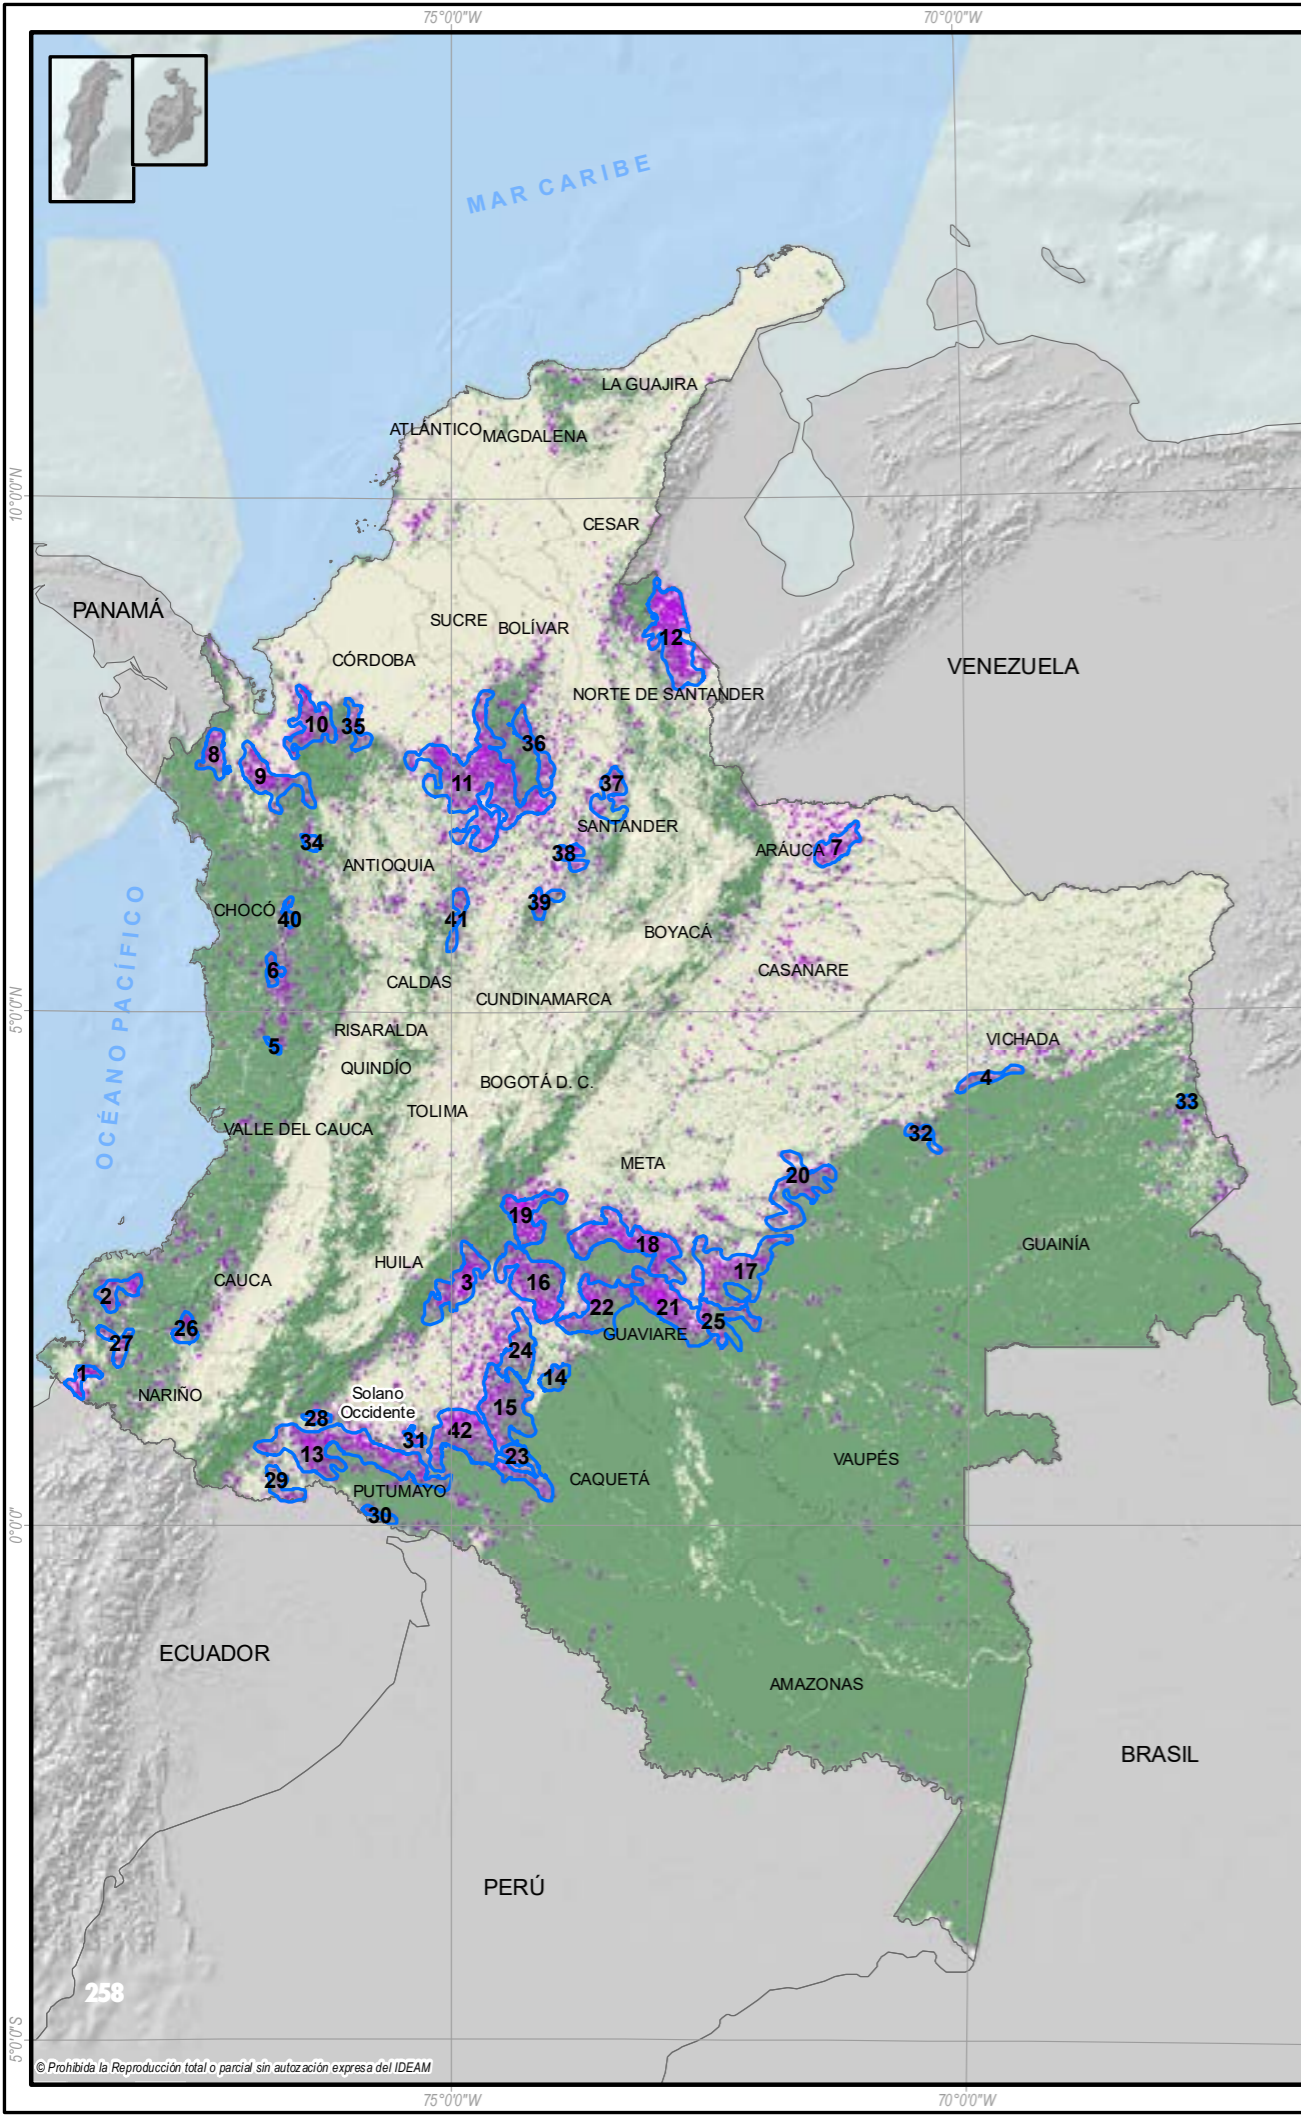 75°0'0"W
70°0'0"W
MAR CARIBE
LA GUAJIRA
ATLÁNTICO
MAGDALENA
10°0'0"N
CESAR
PANAMÁ
SUCRE
BOLÍVAR
12
CÓRDOBA
VENEZUELA
NORTE DE SANTANDER
10
35
8
36
9
11
37
SANTANDER
34
ARÁUCA
7
38
ANTIOQUIA
39
CHOCÓ
40
41
BOYACÁ
OCÉANO PACÍFICO
6
CASANARE
CALDAS
CUNDINAMARCA
5°0'0"N
RISARALDA
VICHADA
5
QUINDÍO
4
BOGOTÁ D. C.
TOLIMA
33
VALLE DEL CAUCA
32
META
20
19
18
GUAINÍA
HUILA
17
CAUCA
3
16
2
22
21
25
26
GUAVIARE
27
24
1
14
NARIÑO
Solano
Occidente
15
28
42
31
13
23
VAUPÉS
29
CAQUETÁ
PUTUMAYO
30
0°0'0"
ECUADOR
AMAZONAS
BRASIL
PERÚ
258
5°0'0"S
© Prohibida la Reproducción total o parcial sin autozación expresa del IDEAM
75°0'0"W
70°0'0"W